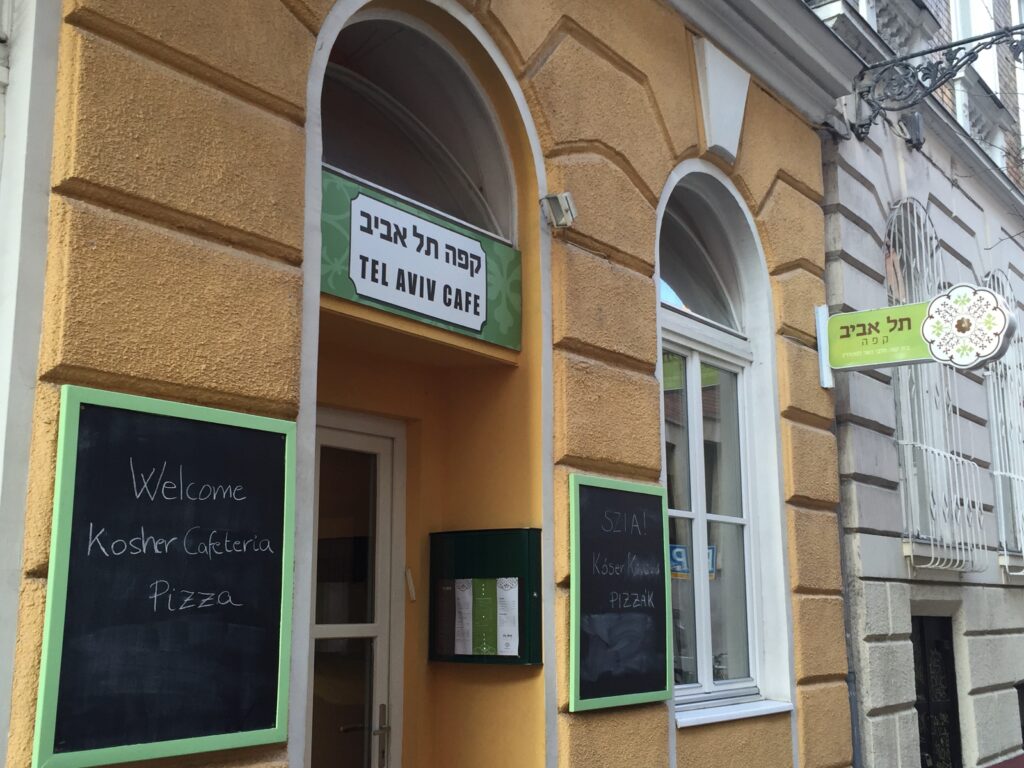 קפה תל אביב
TEL AVIV CAFE
תל אביב
קפה
Welcome
Kosher Cafeteria
Pizza
SZIA!
Kóser
PIZZÁK